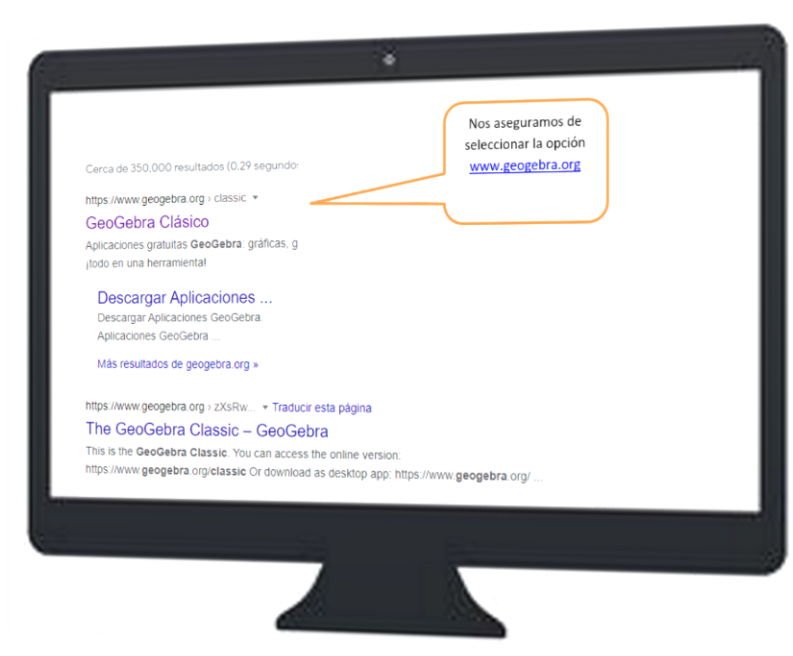 Nos aseguramos de
seleccionar la opción
www.geogebra.org
Cerca de 350,000 resultados (0.29 segundos
https://www.geogebra.org › classic
GeoGebra Clásico
Aplicaciones gratuitas GeoGebra: gráficas, g
¡todo en una herramienta!
Descargar Aplicaciones ...
Descargar Aplicaciones GeoGebra.
Aplicaciones GeoGebra ...
Más resultados de geogebra.org »
https://www.geogebra.org › zXsRw... Traducir esta página
The GeoGebra Classic – GeoGebra
This is the GeoGebra Classic. You can access the online version:
https://www.geogebra.org/classic Or download as desktop app: https://www.geogebra.org/ ...